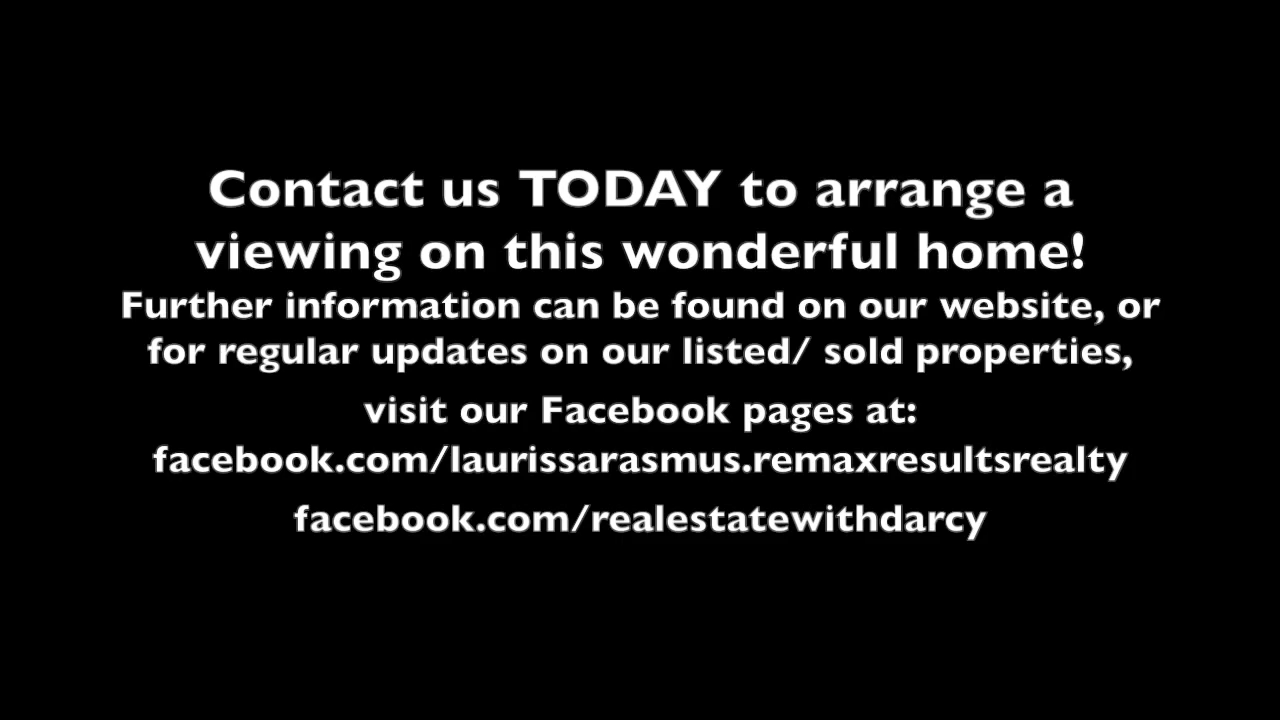 Contact us TODAY to arrange a
viewing on this wonderful home!
Further information can be found on our website, or
for regular updates on our listed/ sold properties,
visit our Facebook pages at:
facebook.com/laurissarasmus.remaxresultsrealty
facebook.com/realestatewithdarcy